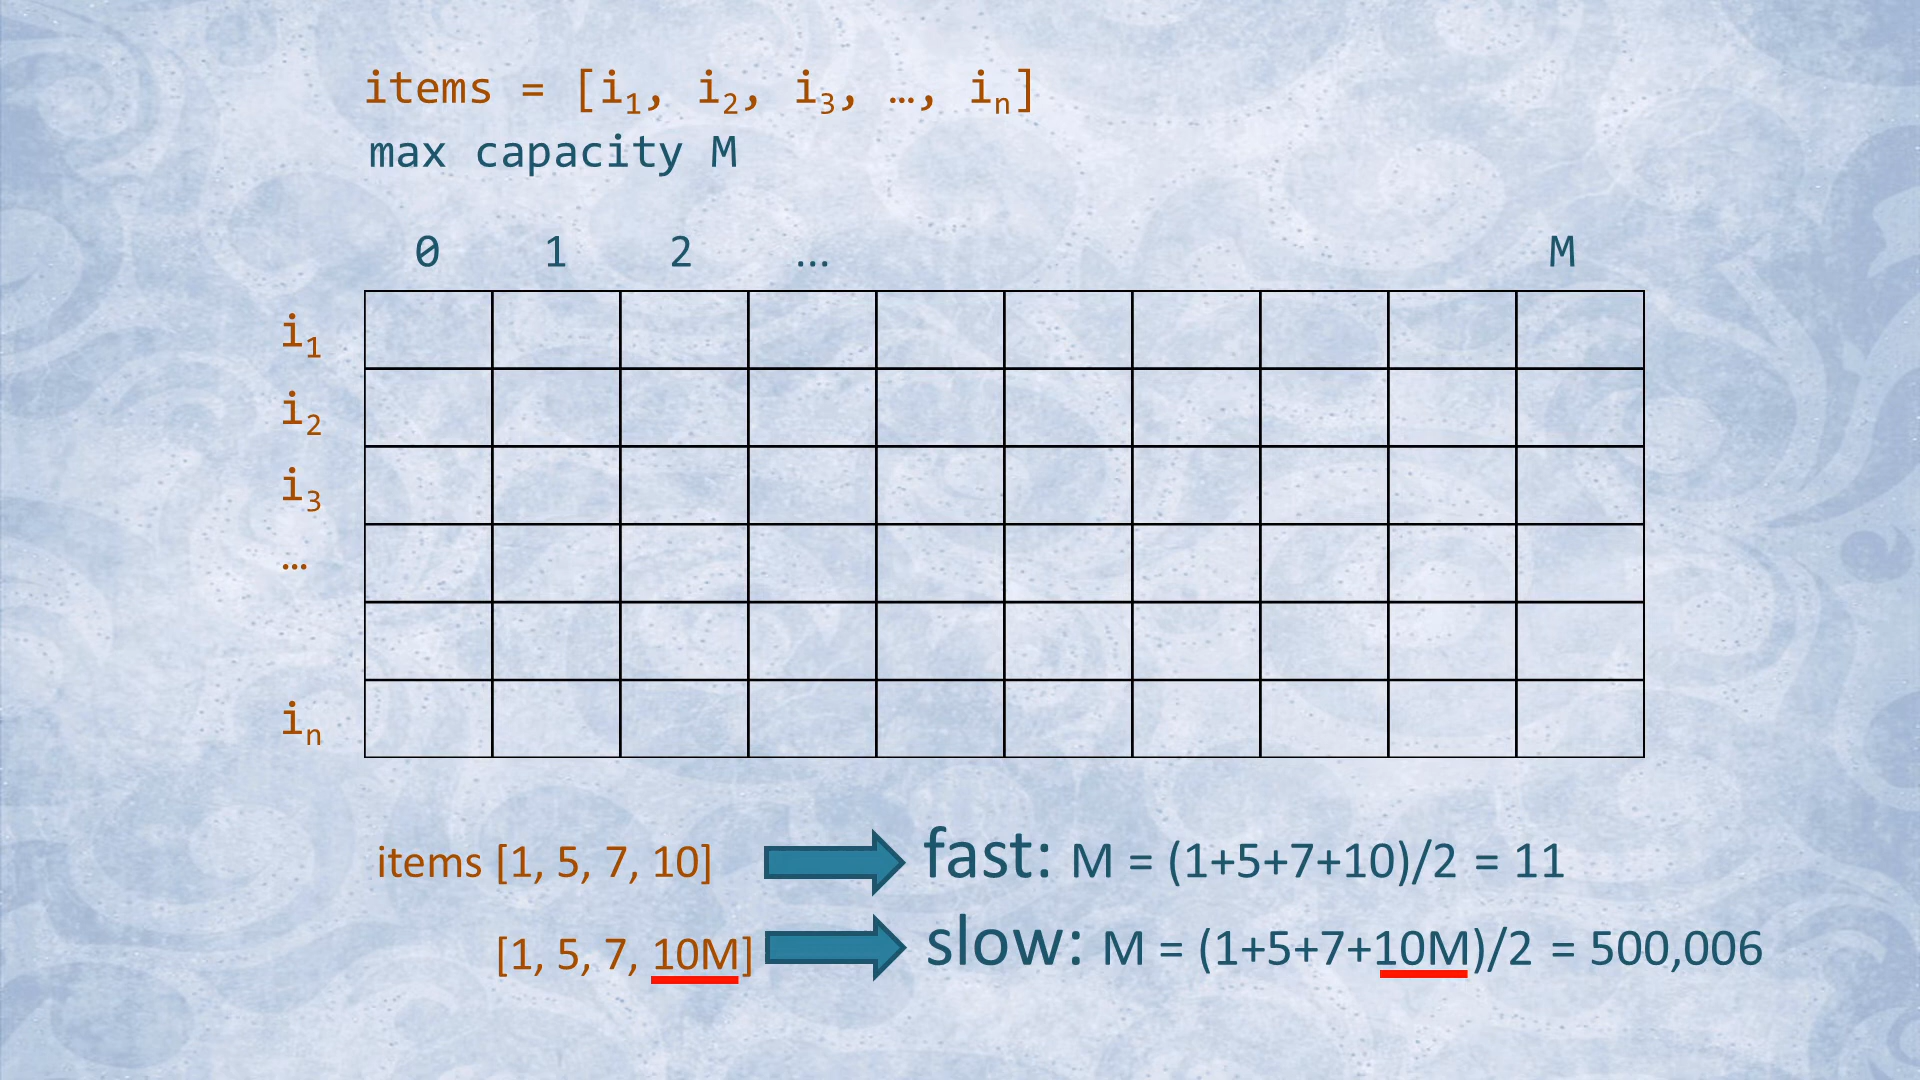 items = [i₁, i₂, i₃, …, iₙ]
max capacity M
0 1 2 … M
i₁
i₂
i₃
…
iₙ
items [1, 5, 7, 10] fast: M = (1+5+7+10)/2 = 11
[1, 5, 7, 10M] slow: M = (1+5+7+10M)/2 = 500,006